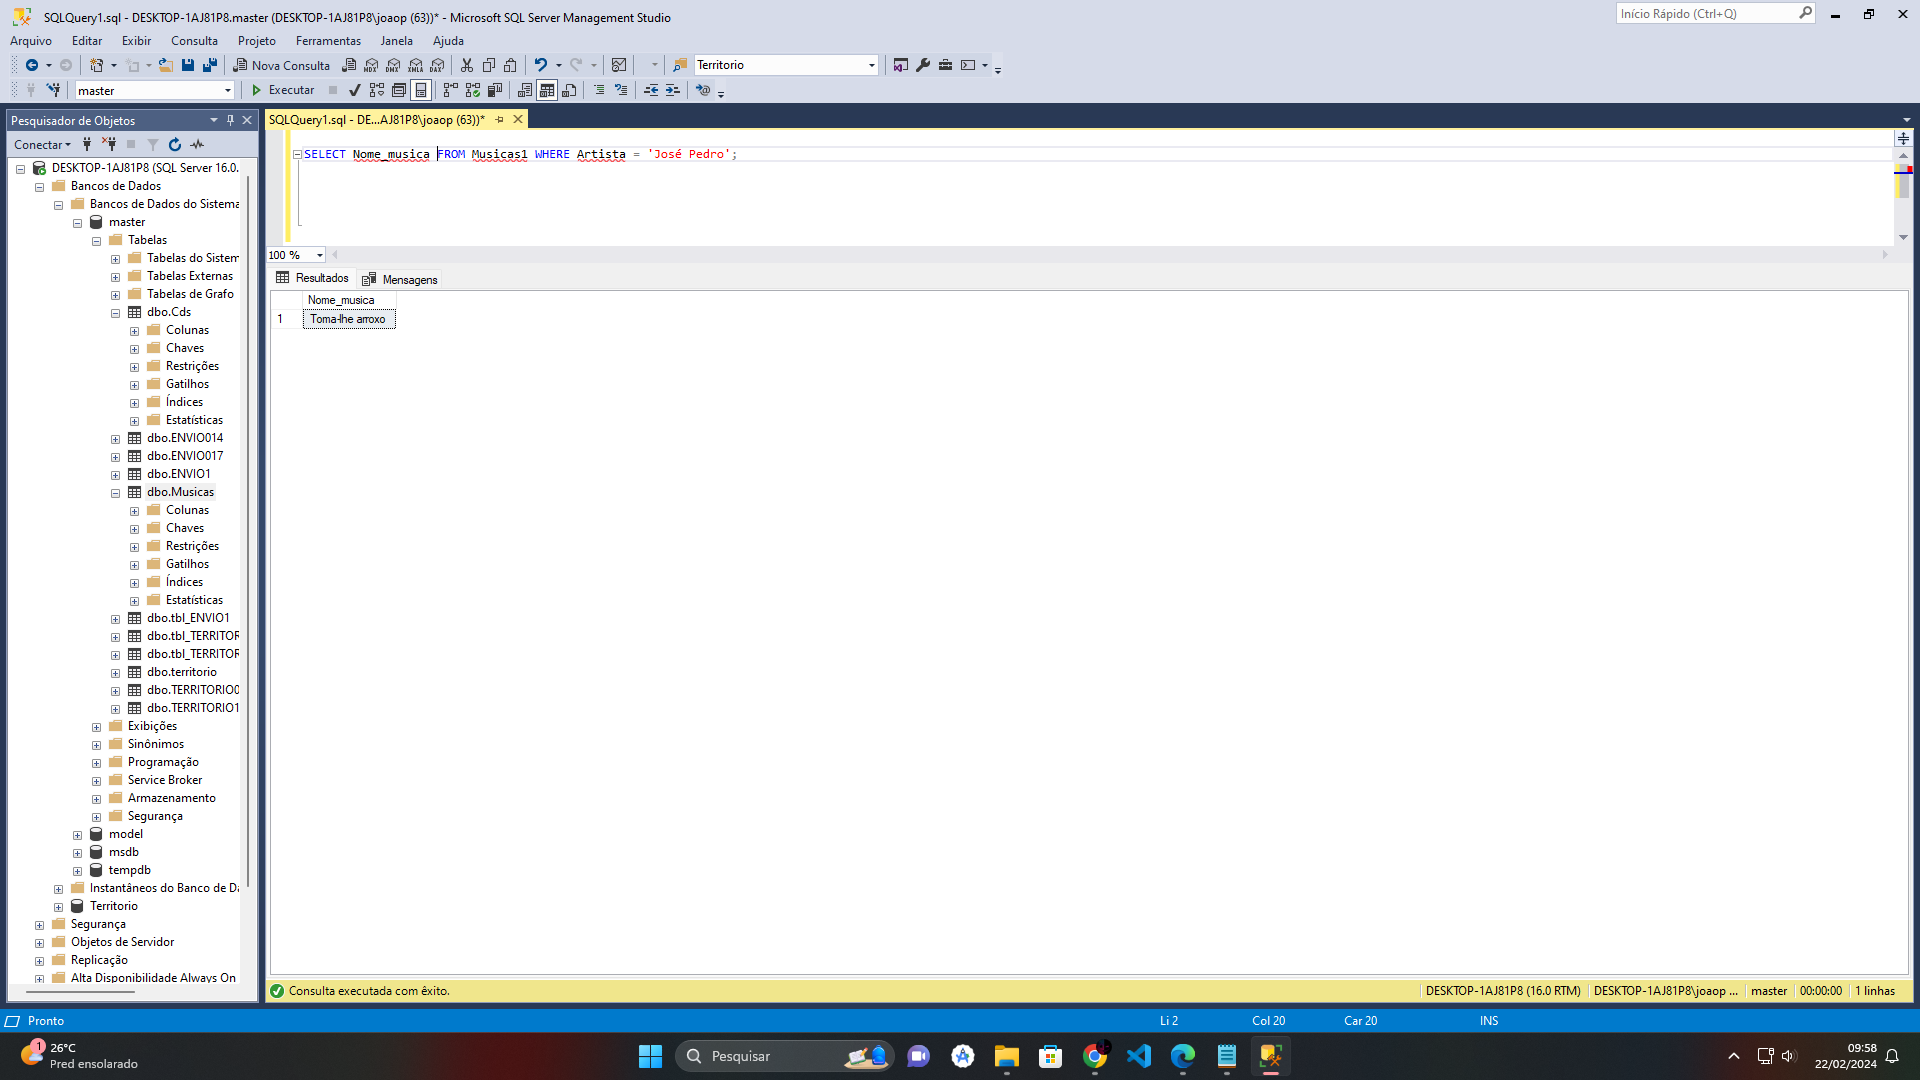 SQLQuery1.sql - DESKTOP-1AJ81P8.master (DESKTOP-1AJ81P8\joaop (63))* - Microsoft SQL Server Management Studio
Início Rápido (Ctrl+Q)
Arquivo Editar Exibir Consulta Projeto Ferramentas Janela Ajuda
Nova Consulta
MDX DMX XMLA DAX
Territorio
master
Executar
Pesquisador de Objetos
SQLQuery1.sql - DE...AJ81P8\joaop (63))*
Conectar
SELECT Nome_musica FROM Musicas1 WHERE Artista = 'José Pedro';
100 %
Resultados Mensagens
Nome_musica
1 Toma-lhe arroxo
DESKTOP-1AJ81P8 (SQL Server 16.0.
Bancos de Dados
Bancos de Dados do Sistema
master
Tabelas
Tabelas do Sistem
Tabelas Externas
Tabelas de Grafo
dbo.Cds
Colunas
Chaves
Restrições
Gatilhos
Índices
Estatísticas
dbo.ENVIO014
dbo.ENVIO017
dbo.ENVIO1
dbo.Musicas
Colunas
Chaves
Restrições
Gatilhos
Índices
Estatísticas
dbo.tbl_ENVIO1
dbo.tbl_TERRITOR
dbo.tbl_TERRITOR
dbo.territorio
dbo.TERRITORIO0
dbo.TERRITORIO1
Exibições
Sinônimos
Programação
Service Broker
Armazenamento
Segurança
model
msdb
tempdb
Instantâneos do Banco de Da
Territorio
Segurança
Objetos de Servidor
Replicação
Alta Disponibilidade Always On
Consulta executada com êxito.
DESKTOP-1AJ81P8 (16.0 RTM) DESKTOP-1AJ81P8\joaop ... master 00:00:00 1 linhas
Pronto
Li 2 Col 20 Car 20 INS
1
26°C
Pred ensolarado
Pesquisar
09:58
22/02/2024